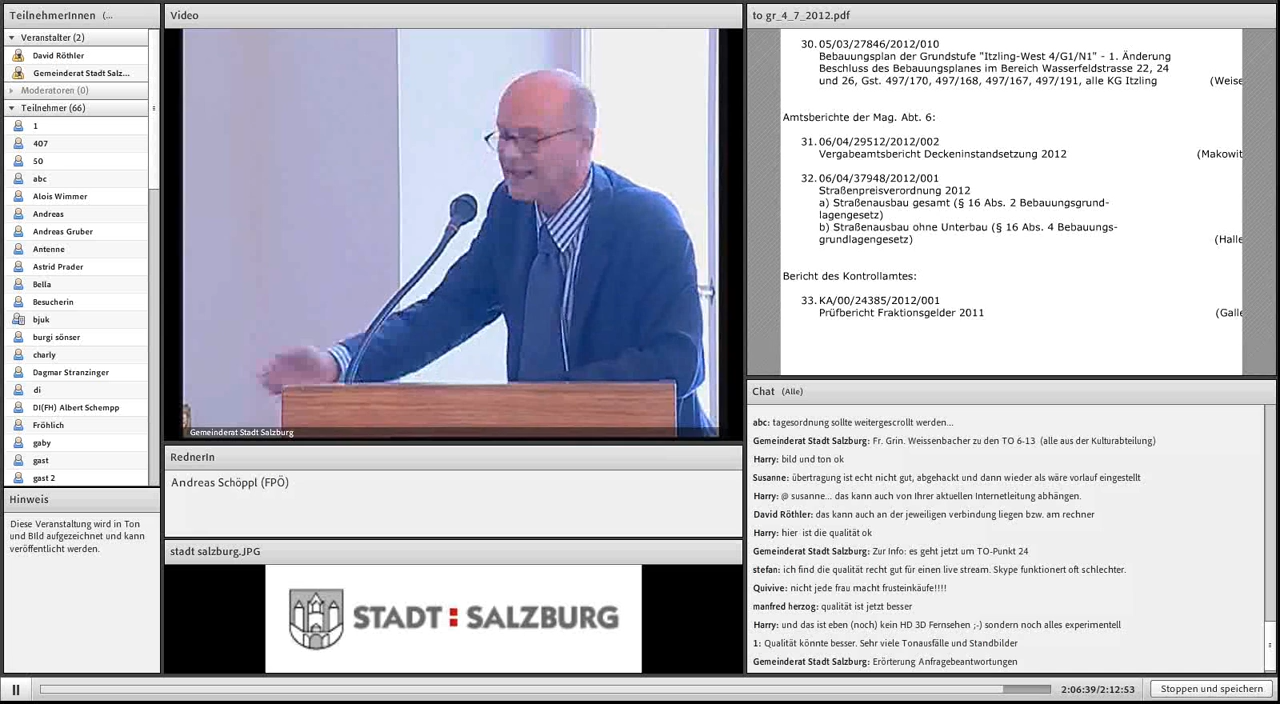 TeilnehmerInnen (...
Veranstalter (2)
David Röthler
Gemeinderat Stadt Salz...
Moderatoren (0)
Teilnehmer (66)
1
407
50
abc
Alois Wimmer
Andreas
Andreas Gruber
Antenne
Astrid Prader
Bella
Besucherin
bjuk
burgi sönser
charly
Dagmar Stranzinger
di
DI(FH) Albert Schempp
Fröhlich
gaby
gast
gast 2
Hinweis
Diese Veranstaltung wird in Ton
und BIld aufgezeichnet und kann
veröffentlicht werden.
Video
Gemeinderat Stadt Salzburg
RednerIn
Andreas Schöppl (FPÖ)
stadt salzburg.JPG
STADT : SALZBURG
to gr_4_7_2012.pdf
30. 05/03/27846/2012/010
Bebauungsplan der Grundstufe "Itzling-West 4/G1/N1" - 1. Änderung
Beschluss des Bebauungsplanes im Bereich Wasserfeldstrasse 22, 24
und 26, Gst. 497/170, 497/168, 497/167, 497/191, alle KG Itzling (Weise
Amtsberichte der Mag. Abt. 6:
31. 06/04/29512/2012/002
Vergabeamtsbericht Deckeninstandsetzung 2012 (Makowit
32. 06/04/37948/2012/001
Straßenpreisverordnung 2012
a) Straßenausbau gesamt (§ 16 Abs. 2 Bebauungsgrund-
lagengesetz)
b) Straßenausbau ohne Unterbau (§ 16 Abs. 4 Bebauungs-
grundlagengesetz) (Halle
Bericht des Kontrollamtes:
33. KA/00/24385/2012/001
Prüfbericht Fraktionsgelder 2011 (Galle
Chat (Alle)
abc: tagesordnung sollte weitergescrollt werden...
Gemeinderat Stadt Salzburg: Fr. Grin. Weissenbacher zu den TO 6-13 (alle aus der Kulturabteilung)
Harry: bild und ton ok
Susanne: übertragung ist echt nicht gut, abgehackt und dann wieder als wäre vorlauf eingestellt
Harry: @ susanne... das kann auch von Ihrer aktuellen Internetleitung abhängen.
David Röthler: das kann auch an der jeweiligen verbindung liegen bzw. am rechner
Harry: hier ist die qualität ok
Gemeinderat Stadt Salzburg: Zur Info: es geht jetzt um TO-Punkt 24
stefan: ich find die qualität recht gut für einen live stream. Skype funktionert oft schlechter.
Quivive: nicht jede frau macht frusteinkäufe!!!!
manfred herzog: qualität ist jetzt besser
Harry: und das ist eben (noch) kein HD 3D Fernsehen ;-) sondern noch alles experimentell
1: Qualität könnte besser. Sehr viele Tonausfälle und Standbilder
Gemeinderat Stadt Salzburg: Erörterung Anfragebeantwortungen
2:06:39/2:12:53
Stoppen und speichern